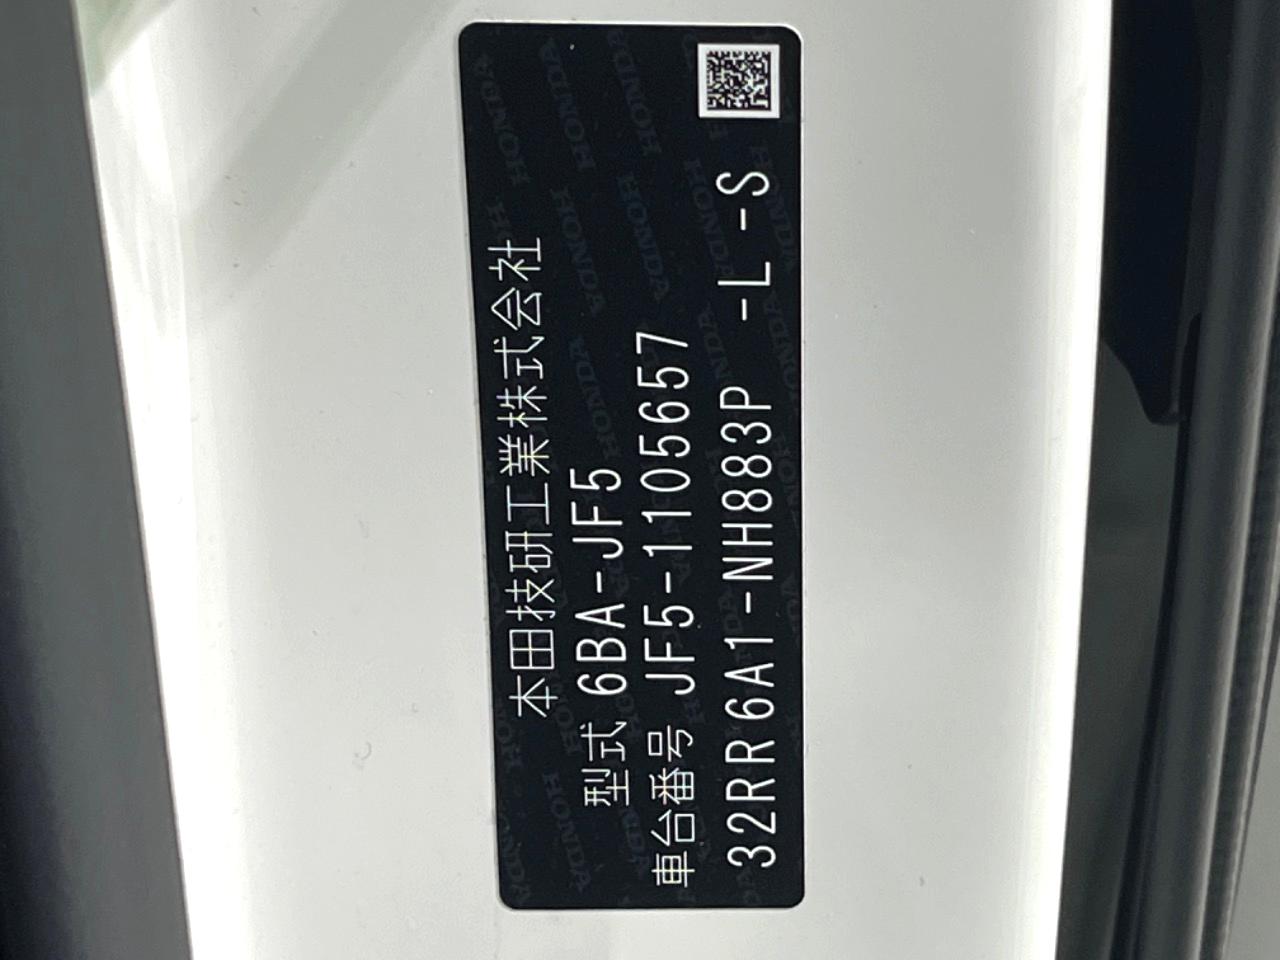 本田技研工業株式会社
型式 6BA-JF5
車台番号 JF5-1105657
32RR6A1-NH883P -L -S